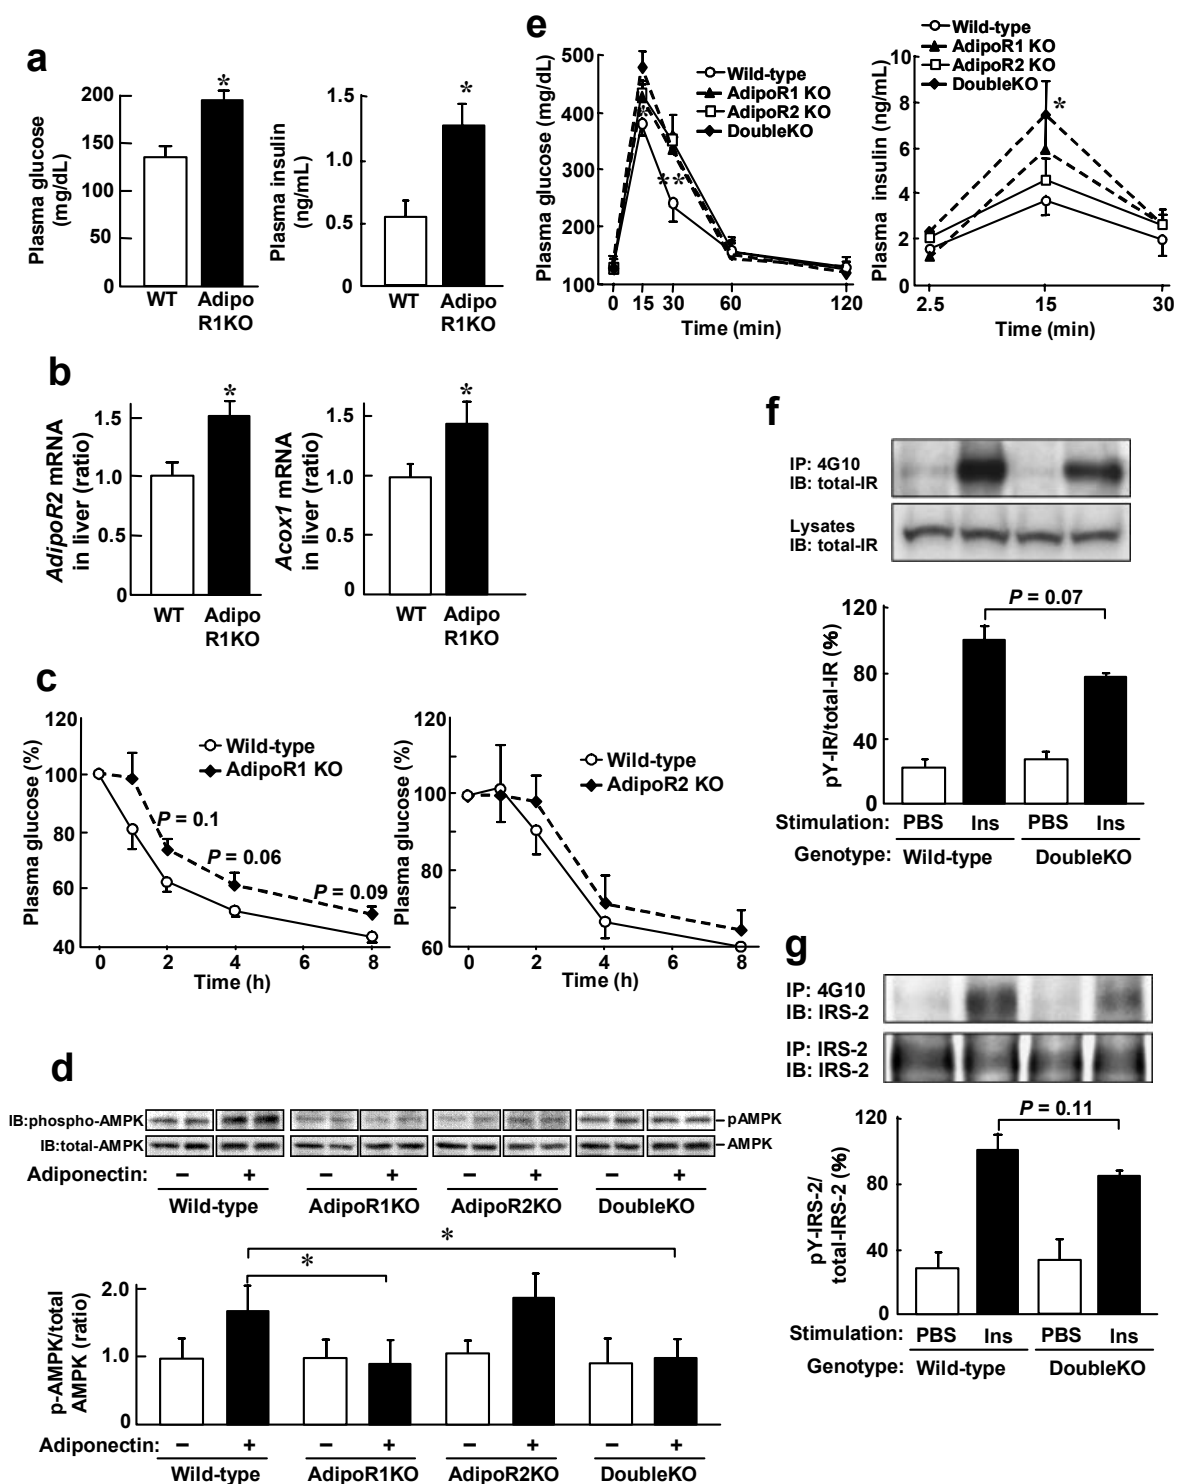 a
Plasma glucose
(mg/dL)
200
150
100
50
0
*
WT
Adipo
R1KO
Plasma insulin
(ng/mL)
1.5
1.0
0.5
0
*
WT
Adipo
R1KO
b
AdipoR2 mRNA
in liver (ratio)
1.5
1.0
0.5
0
*
WT
Adipo
R1KO
Acox1 mRNA
in liver (ratio)
1.5
1.0
0.5
0
*
WT
Adipo
R1KO
c
Plasma glucose (%)
120
100
80
60
40
Wild-type
AdipoR1 KO
P = 0.1
P = 0.06
P = 0.09
0 2 4 6 8
Time (h)
Plasma glucose (%)
120
100
80
60
Wild-type
AdipoR2 KO
0 2 4 6 8
Time (h)
d
IB:phospho-AMPK
pAMPK
IB:total-AMPK
AMPK
Adiponectin: − + − + − + − +
Wild-type AdipoR1KO AdipoR2KO DoubleKO
p-AMPK/total
AMPK (ratio)
2.0
1.0
0
*
*
Adiponectin: − + − + − + − +
Wild-type AdipoR1KO AdipoR2KO DoubleKO
e
Plasma glucose (mg/dL)
500
400
300
200
100
Wild-type
AdipoR1 KO
AdipoR2 KO
DoubleKO
*
**
0 15 30 60 120
Time (min)
Plasma insulin (ng/mL)
10
8
6
4
2
0
Wild-type
AdipoR1 KO
AdipoR2 KO
DoubleKO
*
2.5 15 30
Time (min)
f
IP: 4G10
IB: total-IR
Lysates
IB: total-IR
pY-IR/total-IR (%)
120
80
40
0
P = 0.07
Stimulation: PBS Ins PBS Ins
Genotype: Wild-type DoubleKO
g
IP: 4G10
IB: IRS-2
IP: IRS-2
IB: IRS-2
pY-IRS-2/
total-IRS-2 (%)
120
80
40
0
P = 0.11
Stimulation: PBS Ins PBS Ins
Genotype: Wild-type DoubleKO